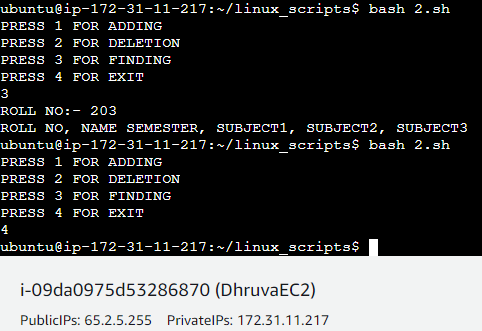 ubuntu@ip-172-31-11-217:~/linux_scripts$ bash 2.sh
PRESS 1 FOR ADDING
PRESS 2 FOR DELETION
PRESS 3 FOR FINDING
PRESS 4 FOR EXIT
3
ROLL NO:- 203
ROLL NO, NAME SEMESTER, SUBJECT1, SUBJECT2, SUBJECT3
ubuntu@ip-172-31-11-217:~/linux_scripts$ bash 2.sh
PRESS 1 FOR ADDING
PRESS 2 FOR DELETION
PRESS 3 FOR FINDING
PRESS 4 FOR EXIT
4
ubuntu@ip-172-31-11-217:~/linux_scripts$
i-09da0975d53286870 (DhruvaEC2)
PublicIPs: 65.2.5.255 PrivateIPs: 172.31.11.217